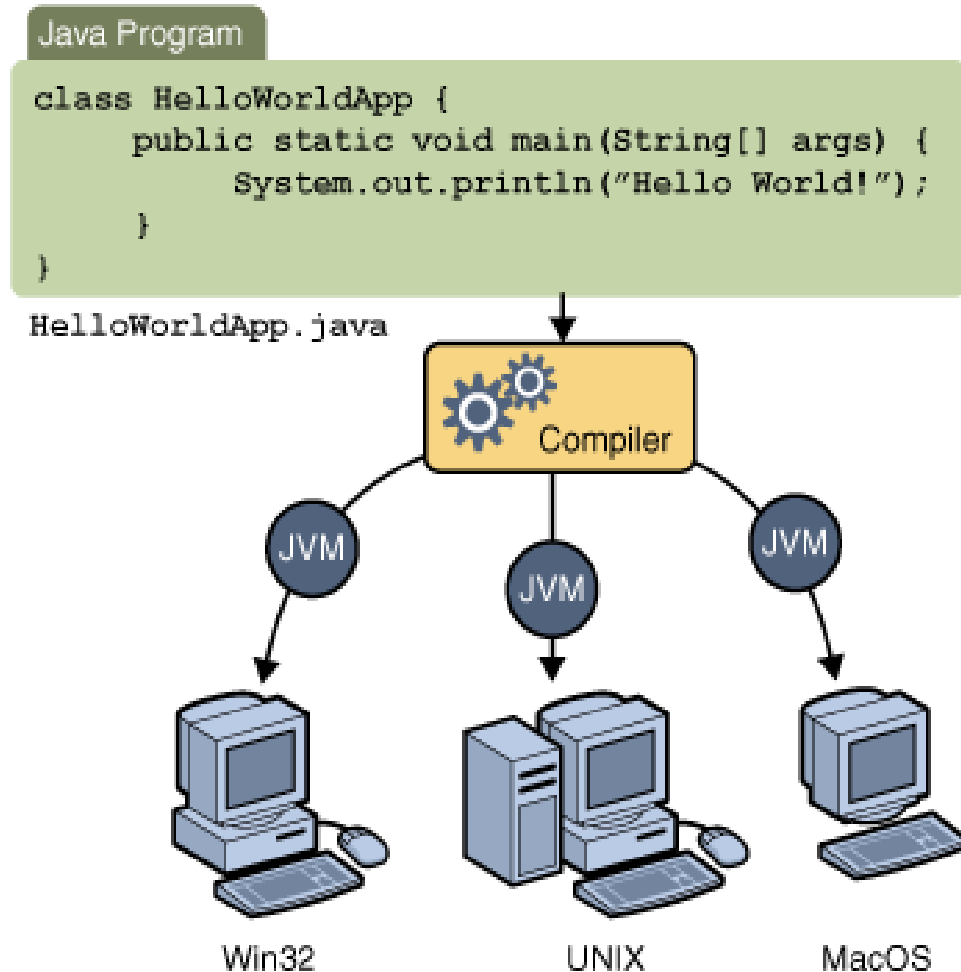 Java Program
class HelloWorldApp {
public static void main(String[] args) {
System.out.println("Hello World!");
}
}
HelloWorldApp.java
Compiler
JVM
JVM
JVM
Win32
UNIX
MacOS